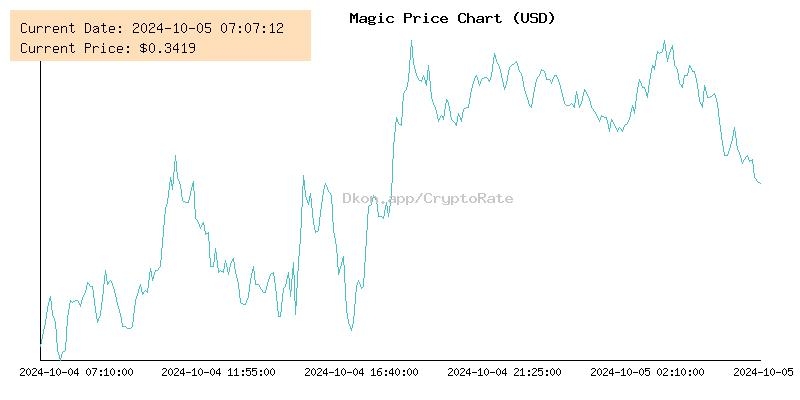 Magic Price Chart (USD)
Current Date: 2024-10-05 07:07:12
Current Price: $0.3419
Dkon.app/CryptoRate
2024-10-04 07:10:00 2024-10-04 11:55:00 2024-10-04 16:40:00 2024-10-04 21:25:00 2024-10-05 02:10:00 2024-10-05